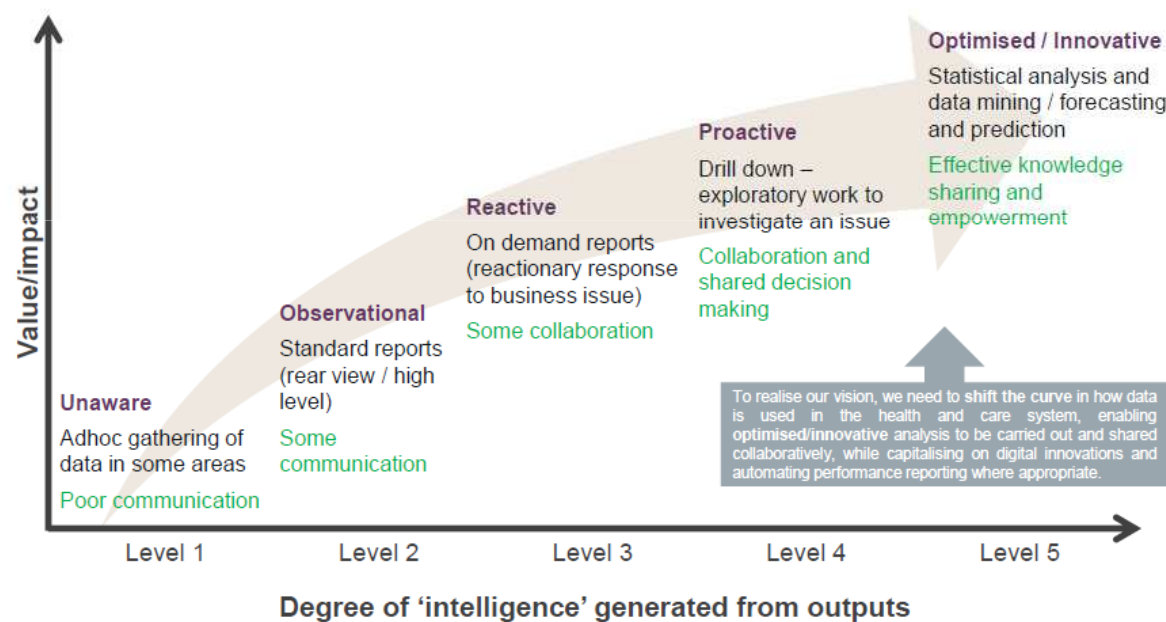 Optimised / Innovative
Statistical analysis and
data mining / forecasting
and prediction
Effective knowledge
sharing and
empowerment
Proactive
Drill down –
exploratory work to
investigate an issue
Collaboration and
shared decision
making
Reactive
On demand reports
(reactionary response
to business issue)
Some collaboration
Observational
Standard reports
(rear view / high
level)
Some
communication
Unaware
Adhoc gathering of
data in some areas
Poor communication
To realise our vision, we need to shift the curve in how data
is used in the health and care system, enabling
optimised/innovative analysis to be carried out and shared
collaboratively, while capitalising on digital innovations and
automating performance reporting where appropriate.
Value/impact
Level 1
Level 2
Level 3
Level 4
Level 5
Degree of ‘intelligence’ generated from outputs